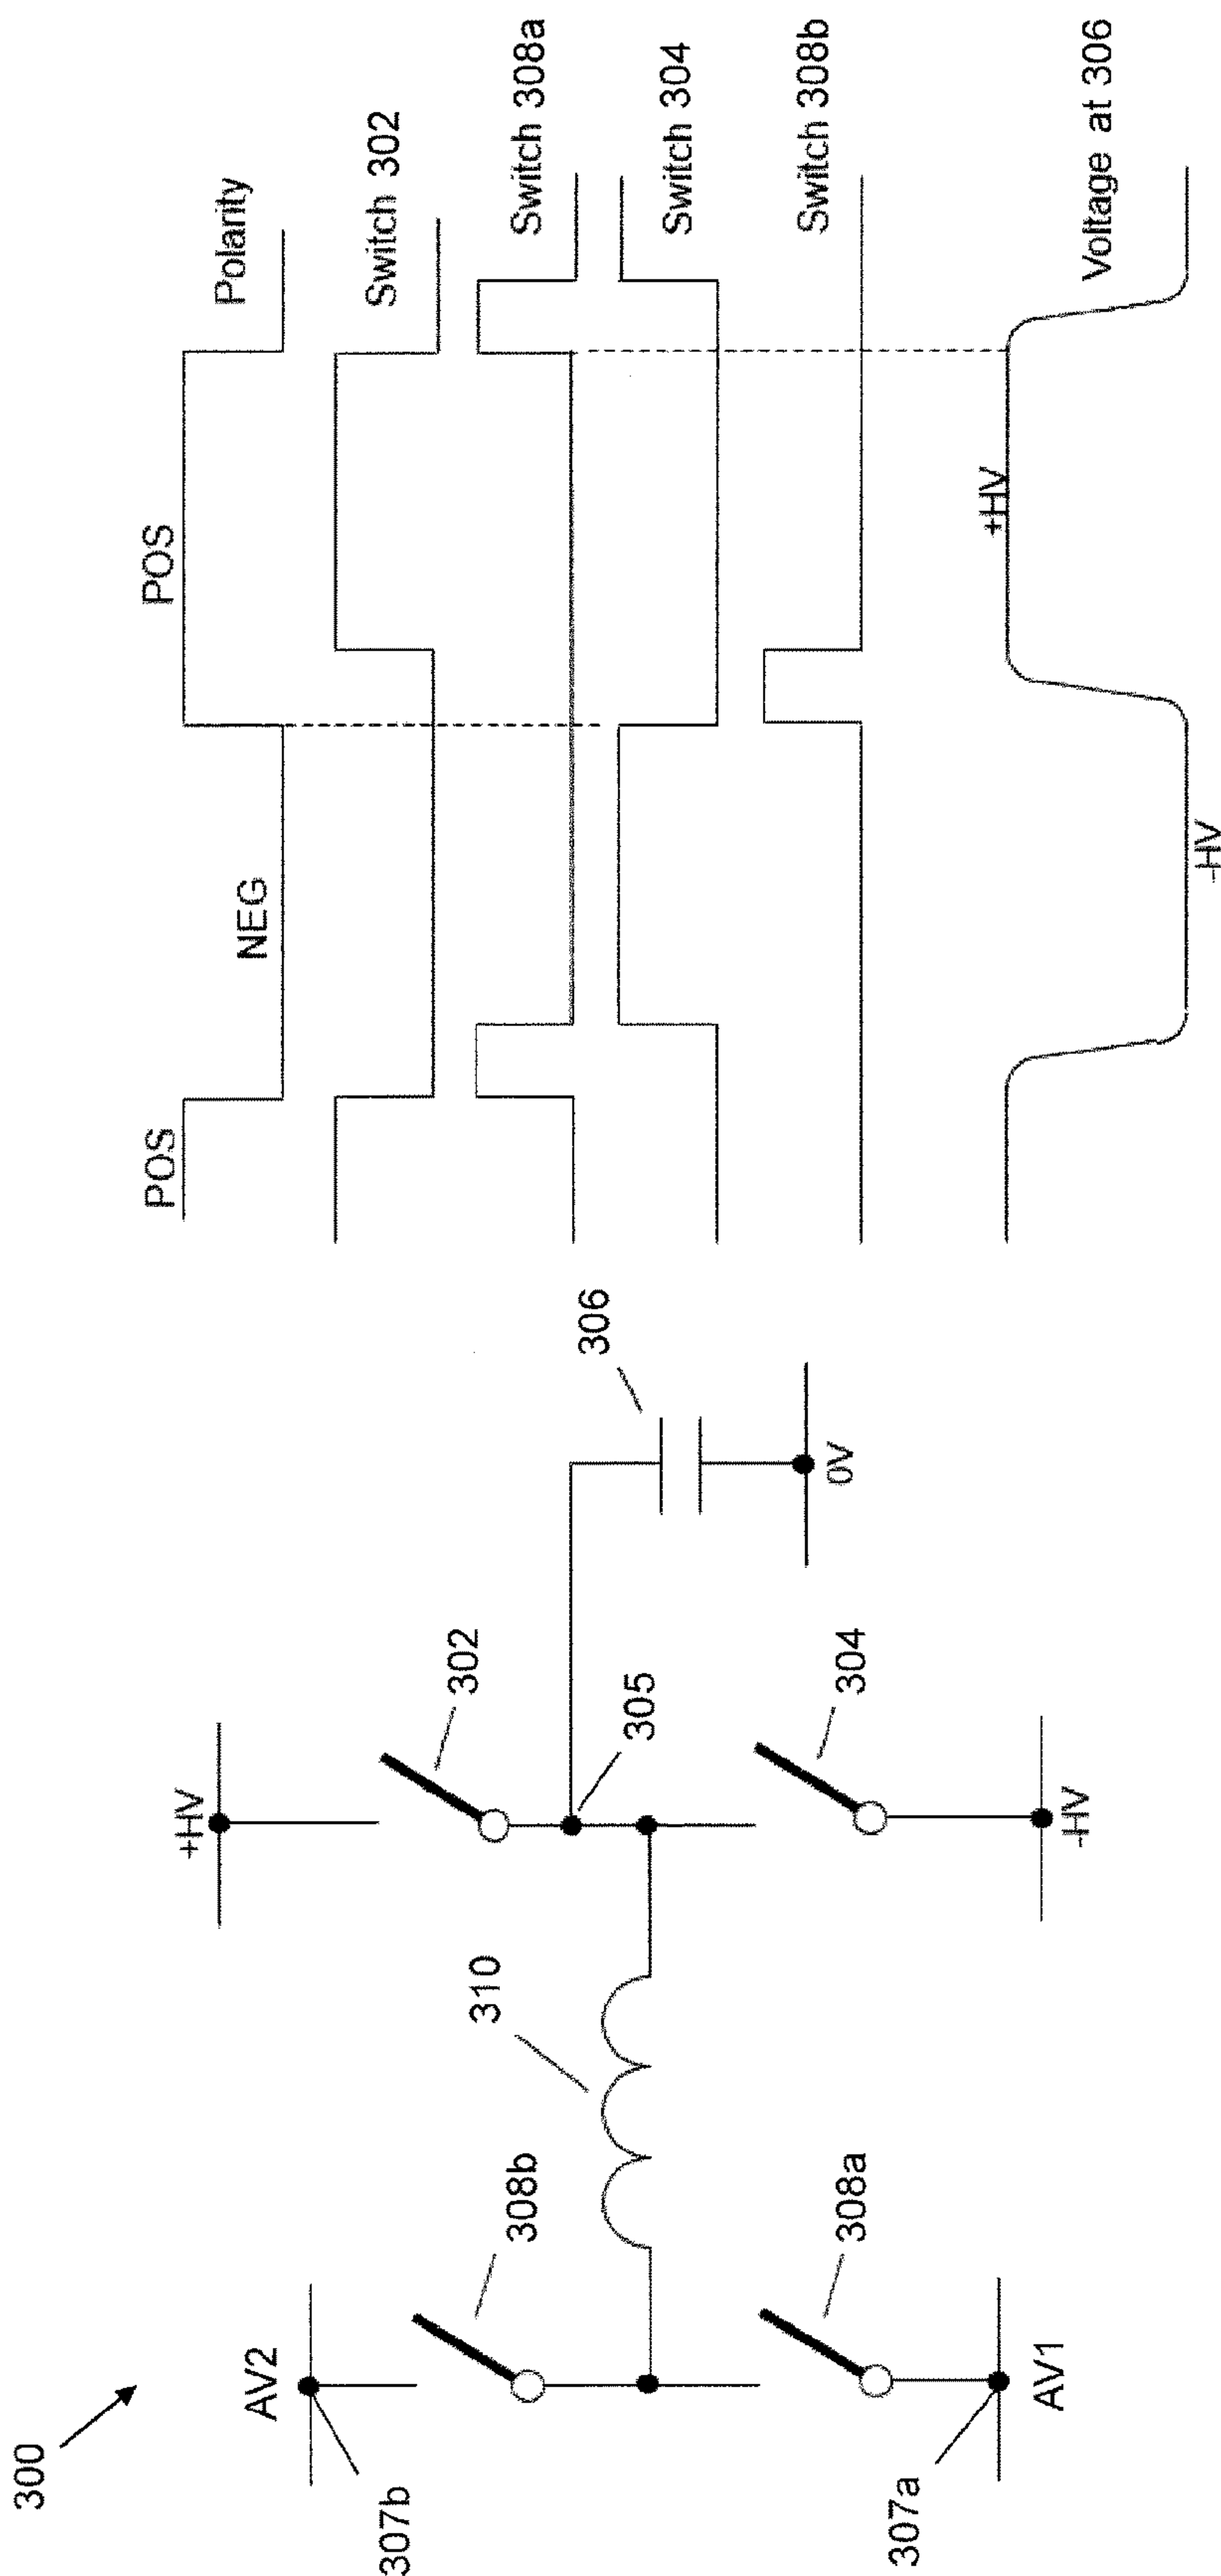 300
AV2
307b
308b
308a
307a
AV1
310
+HV
302
305
304
-HV
306
0V
POS
NEG
POS
Polarity
Switch 302
Switch 308a
Switch 304
Switch 308b
+HV
-HV
Voltage at 306